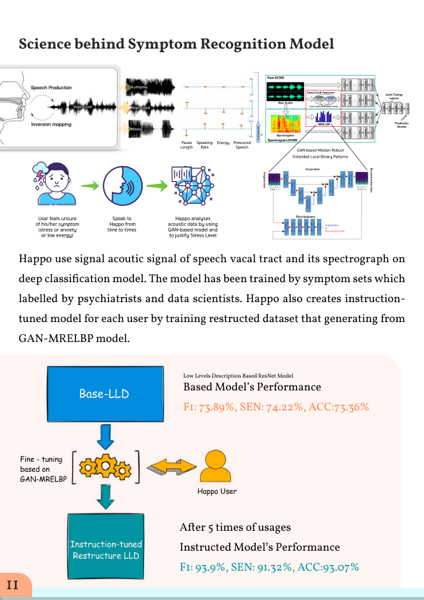 Science behind Symptom Recognition Model
Speech Production
Inversion mapping
Pause Length
Speaking Rate
Energy
Pressured Speech
GAN-based Median Robust
Extended Local Binary Patterns
User feels unsure
of his/her symptom
(stress or anxiety
or low energy)
Speak to
Happo from
time to times
Happo analyses
acoustic data by using
GAN-based model and
to justify Stress Level
Happo use signal acoutic signal of speech vocal tract and its spectrograph on
deep classification model. The model has been trained by symptom sets which
labelled by psychiatrists and data scientists. Happo also creates instruction-
tuned model for each user by training restructed dataset that generating from
GAN-MRELBP model.
Base-LLD
Low Levels Description Based ResNet Model
Based Model's Performance
F1: 73.89%, SEN: 74.22%, ACC:73.36%
Fine - tuning
based on
GAN-MRELBP
Happo User
Instruction-tuned
Restructure LLD
After 5 times of usages
Instructed Model's Performance
F1: 93.9%, SEN: 91.32%, ACC:93.07%
11